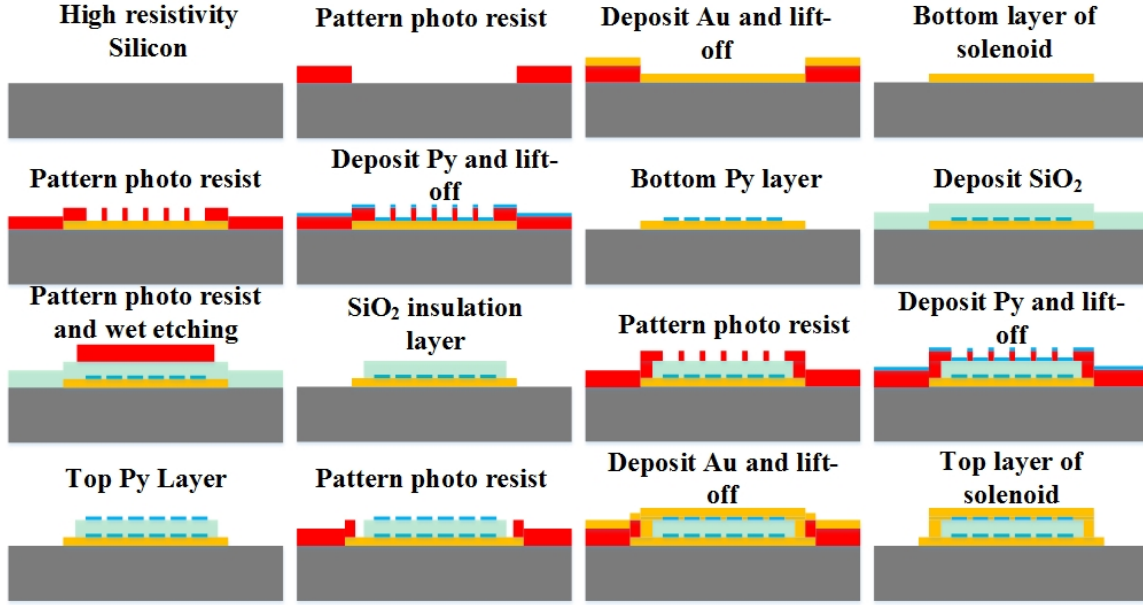 High resistivity
Silicon
Pattern photo resist
Deposit Au and lift-
off
Bottom layer of
solenoid
Pattern photo resist
Deposit Py and lift-
off
Bottom Py layer
Deposit SiO₂
Pattern photo resist
and wet etching
SiO₂ insulation
layer
Pattern photo resist
Deposit Py and lift-
off
Top Py Layer
Pattern photo resist
Deposit Au and lift-
off
Top layer of
solenoid